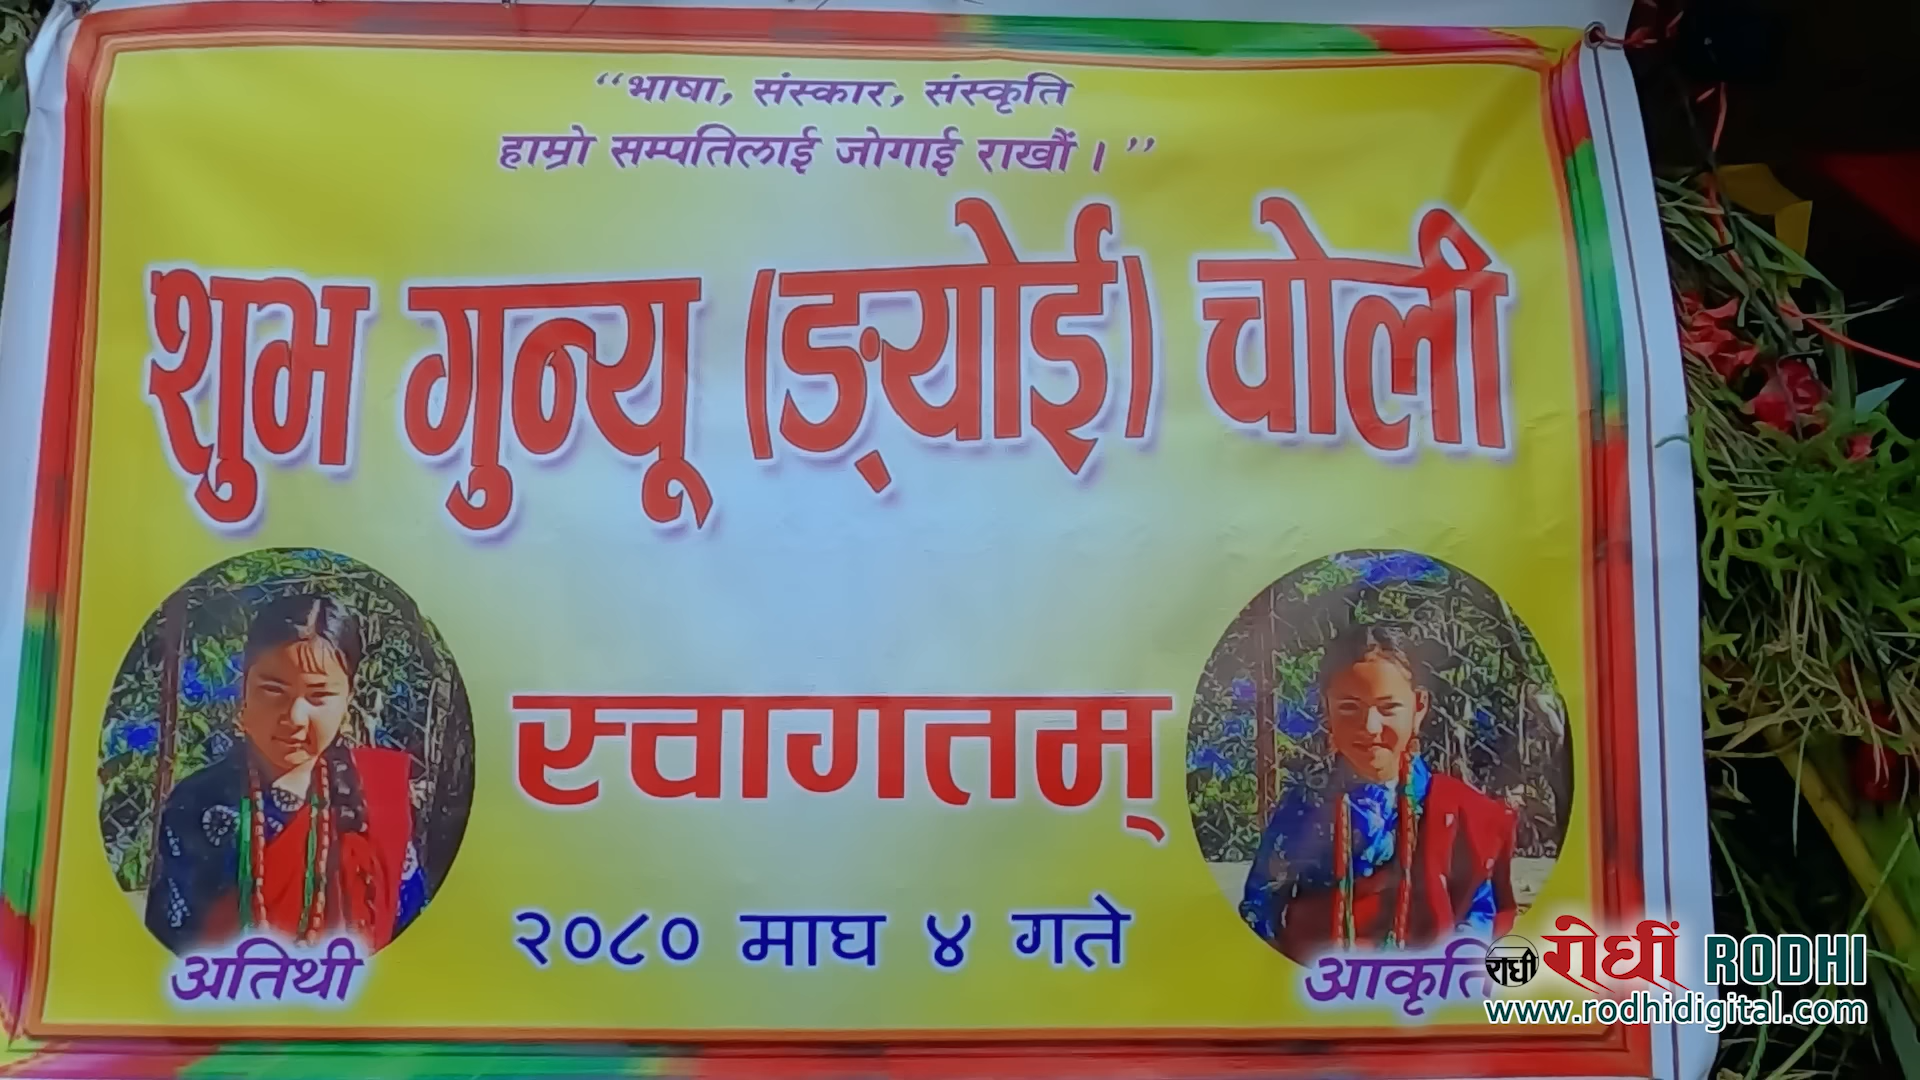 “भाषा, संस्कार, संस्कृति
हाम्रो सम्पतिलाई जोगाई राखौं । ”
शुभ गुन्यू (ङ्योई) चोली
स्वागतम्
२०८० माघ ४ गते
अतिथी
आकृति
रोधी रोधीं RODHI
www.rodhidigital.com